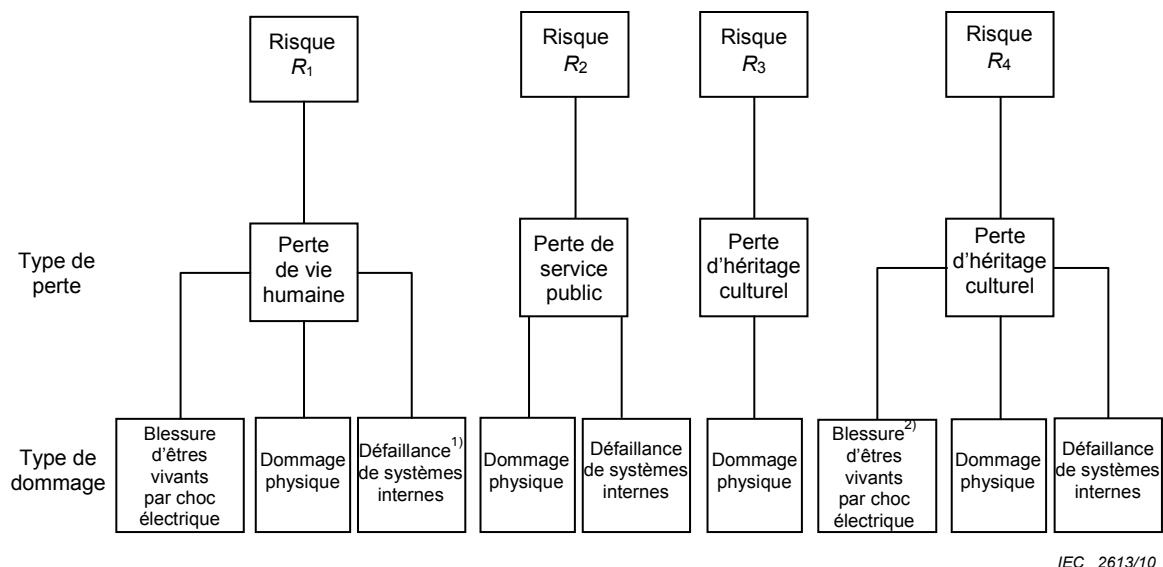 Risque
R1
Risque
R2
Risque
R3
Risque
R4
Type de
perte
Perte
de vie
humaine
Perte de
service
public
Perte
d'héritage
culturel
Perte
d'héritage
culturel
Type de
dommage
Blessure
d'êtres
vivants
par choc
électrique
Dommage
physique
Défaillance1)
de systèmes
internes
Dommage
physique
Défaillance
de systèmes
internes
Dommage
physique
Blessure2)
d'êtres
vivants
par choc
électrique
Dommage
physique
Défaillance
de systèmes
internes
IEC 2613/10